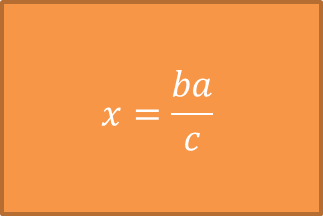 x = ba/c